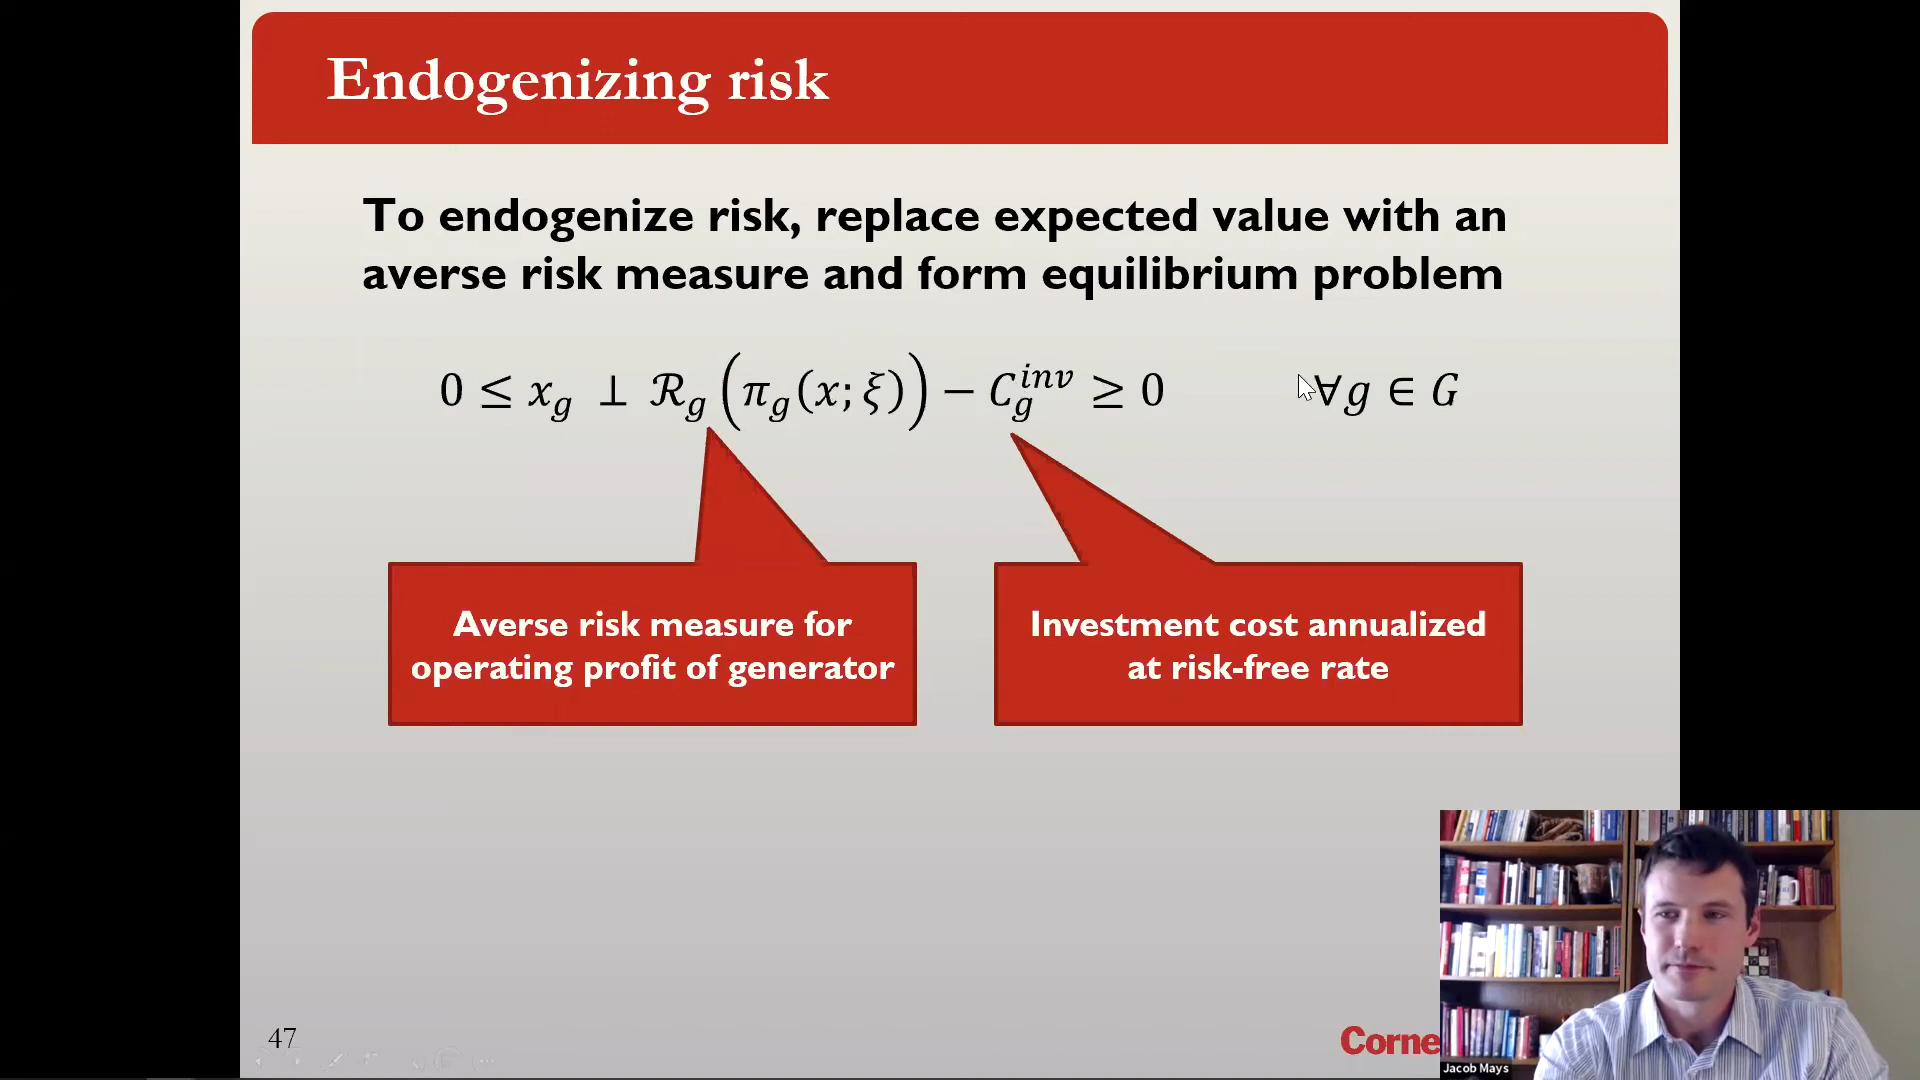 Endogenizing risk
To endogenize risk, replace expected value with an
averse risk measure and form equilibrium problem
0 ≤ x_g ⊥ ℛ_g(π_g(x; ξ)) − C_g^{inv} ≥ 0 ∀g ∈ G
Averse risk measure for
operating profit of generator
Investment cost annualized
at risk-free rate
47
Corne
Jacob Mays